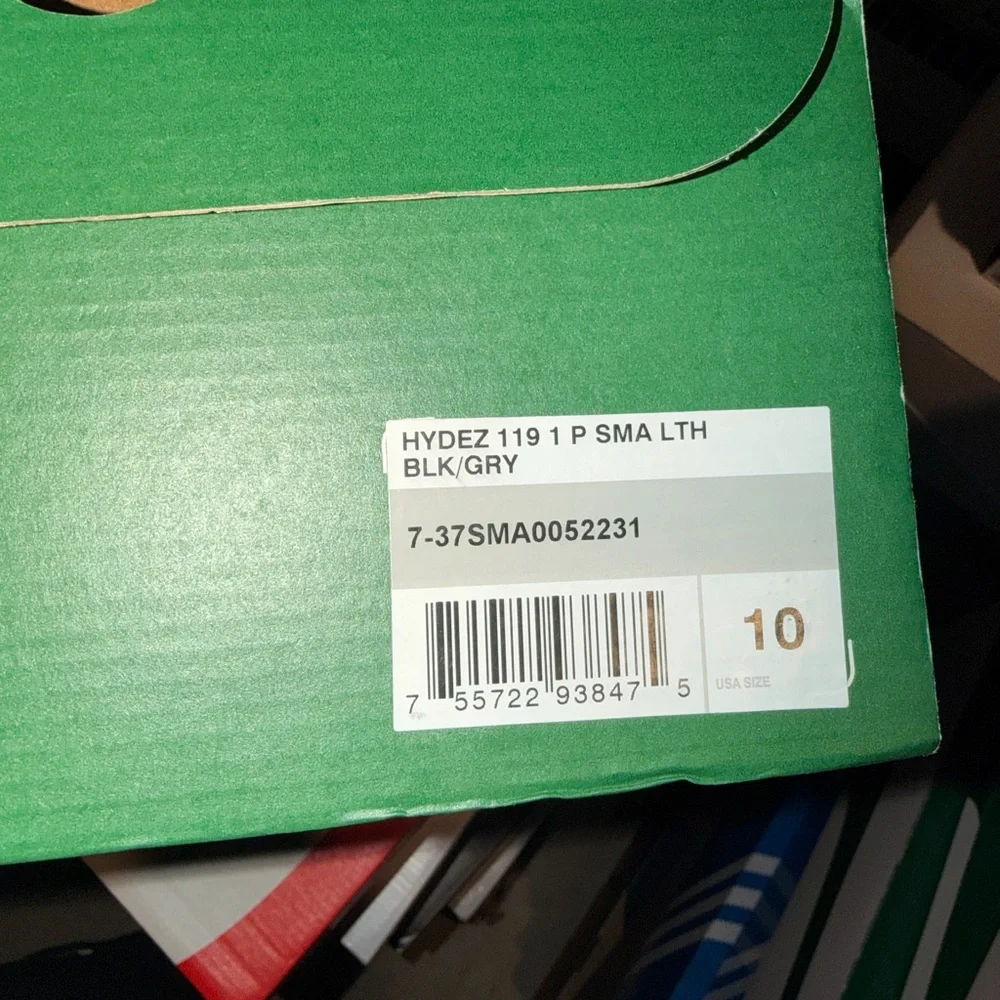 HYDEZ 119 1 P SMA LTH
BLK/GRY
7-37SMA0052231
7 55722 93847 5
10
USA SIZE